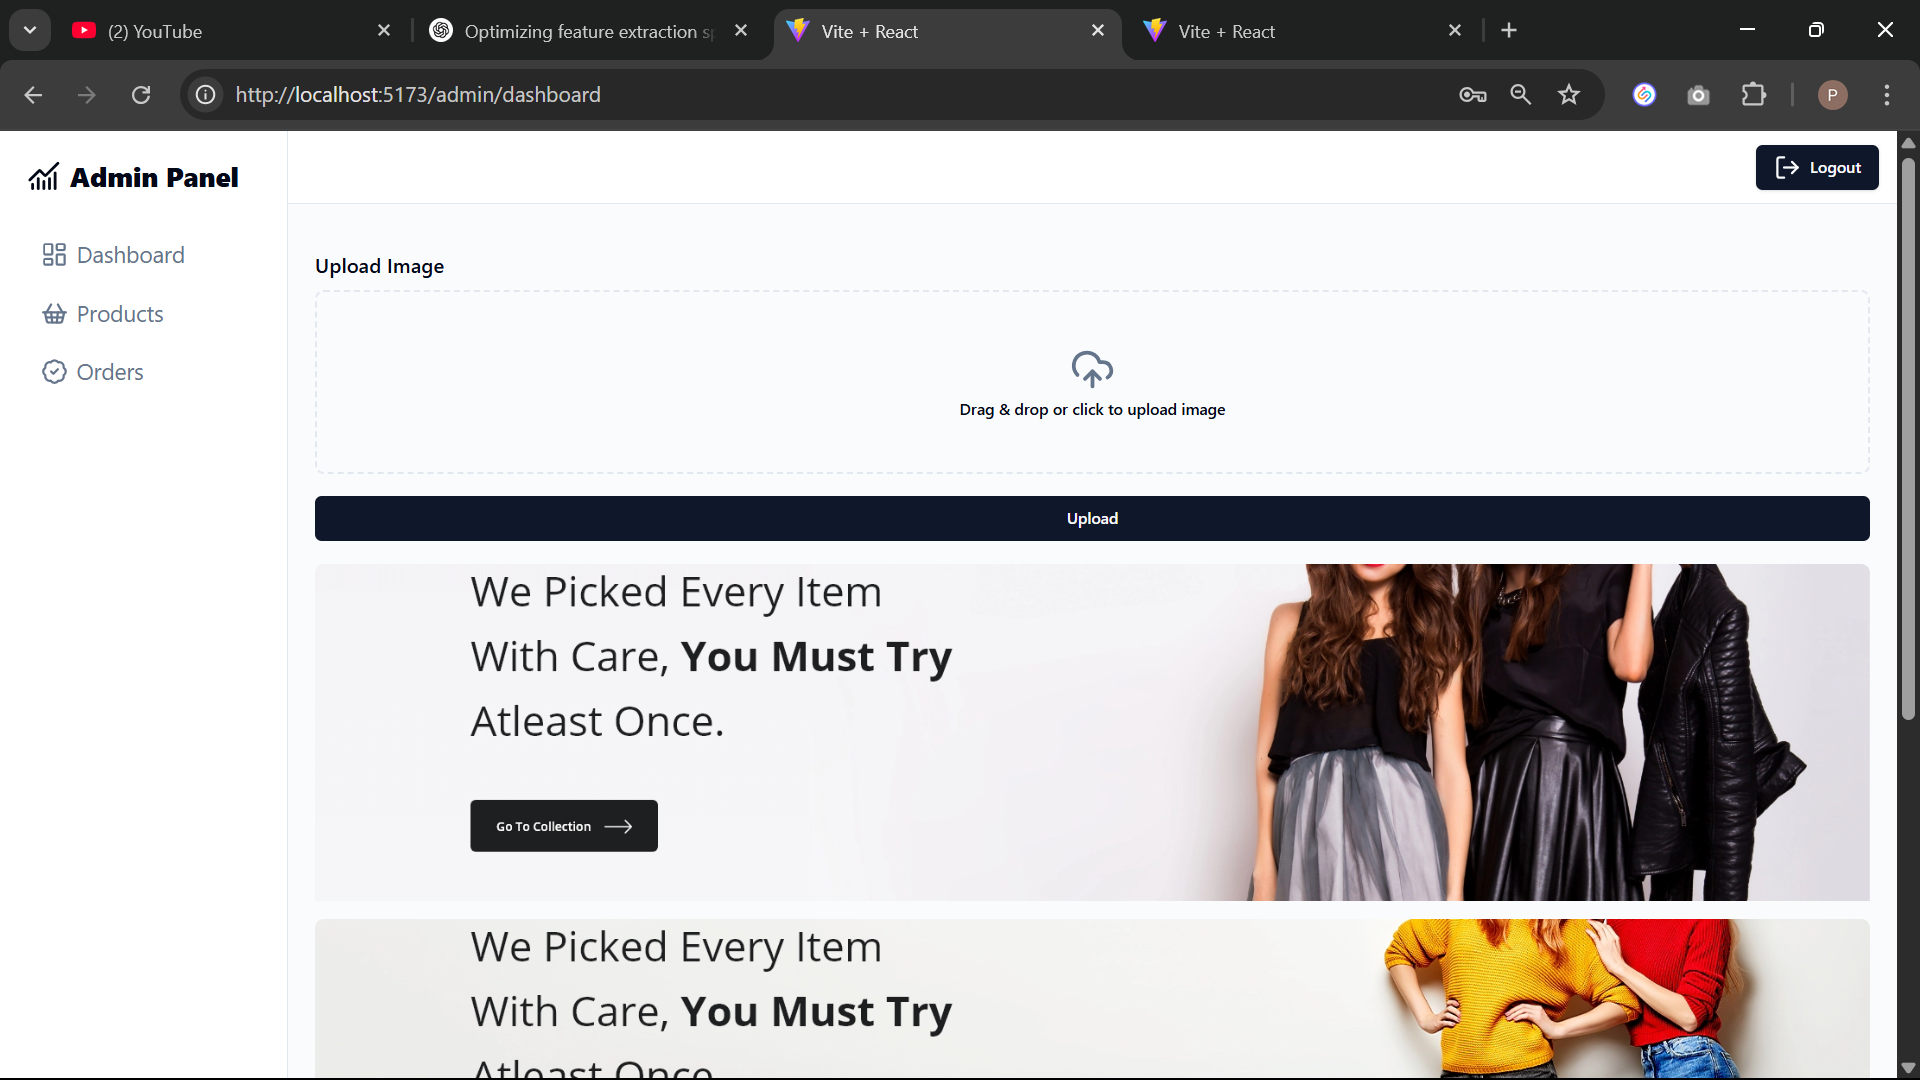 (2) YouTube
Optimizing feature extraction s
Vite + React
Vite + React
http://localhost:5173/admin/dashboard
P
Admin Panel
Logout
Dashboard
Products
Orders
Upload Image
Drag & drop or click to upload image
Upload
We Picked Every Item
With Care, You Must Try
Atleast Once.
Go To Collection
We Picked Every Item
With Care, You Must Try
Atleast Once.